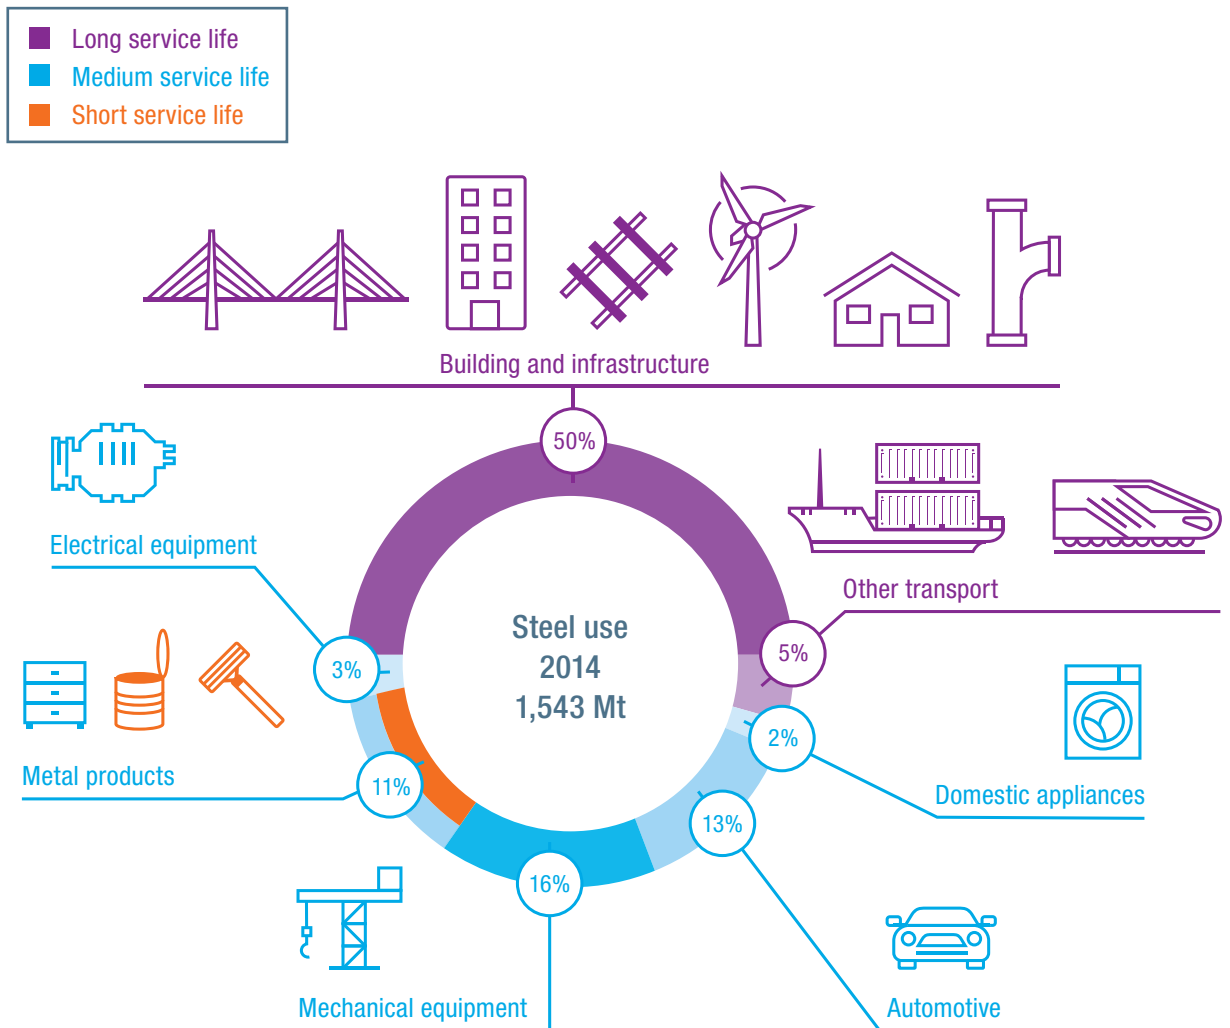 Long service life
Medium service life
Short service life
Building and infrastructure
50%
Electrical equipment
Other transport
Steel use
2014
1,543 Mt
5%
3%
2%
Metal products
11%
Domestic appliances
13%
16%
Mechanical equipment
Automotive